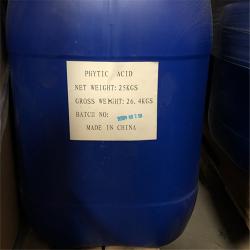 PHYTIC ACID
NET WEIGHT:25KGS
GROSS WEIGHT:26.4KGS
BATCH NO:
MADE IN CHINA